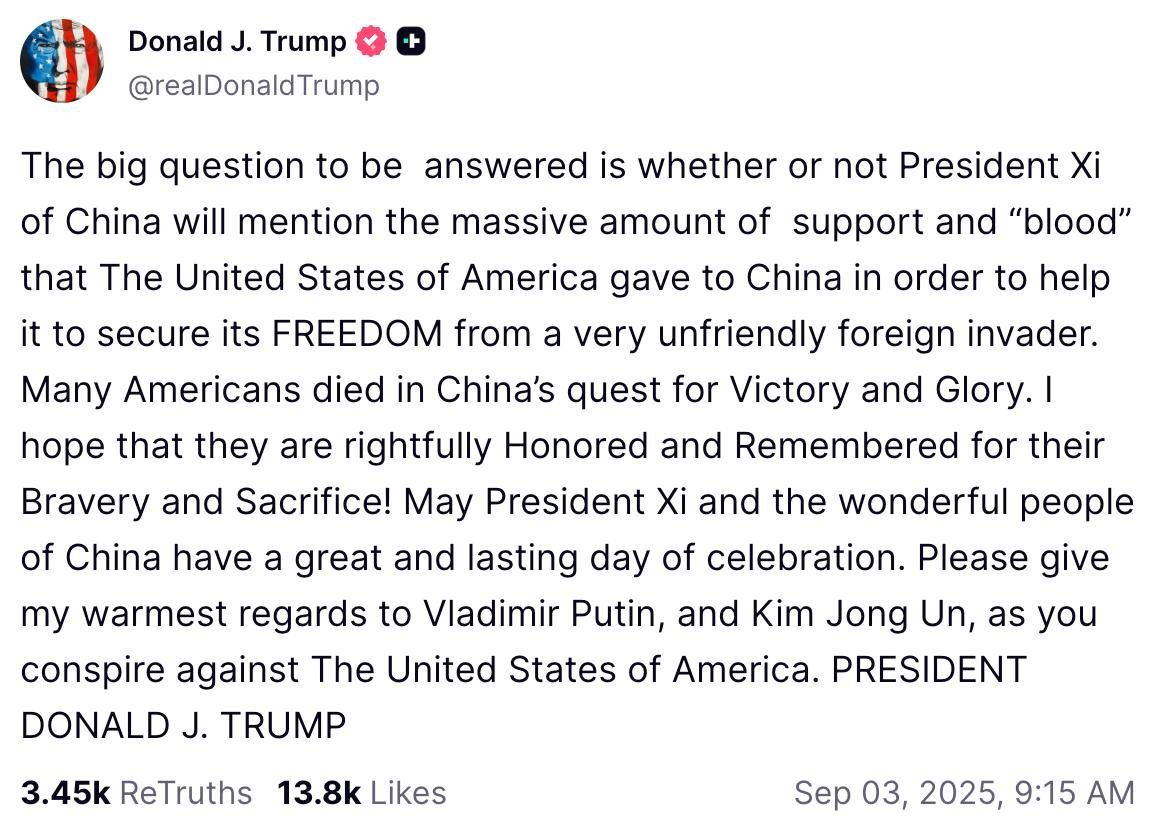 Donald J. Trump
@realDonaldTrump
The big question to be  answered is whether or not President Xi
of China will mention the massive amount of  support and “blood”
that The United States of America gave to China in order to help
it to secure its FREEDOM from a very unfriendly foreign invader.
Many Americans died in China’s quest for Victory and Glory. I
hope that they are rightfully Honored and Remembered for their
Bravery and Sacrifice! May President Xi and the wonderful people
of China have a great and lasting day of celebration. Please give
my warmest regards to Vladimir Putin, and Kim Jong Un, as you
conspire against The United States of America. PRESIDENT
DONALD J. TRUMP
3.45k ReTruths 13.8k Likes Sep 03, 2025, 9:15 AM